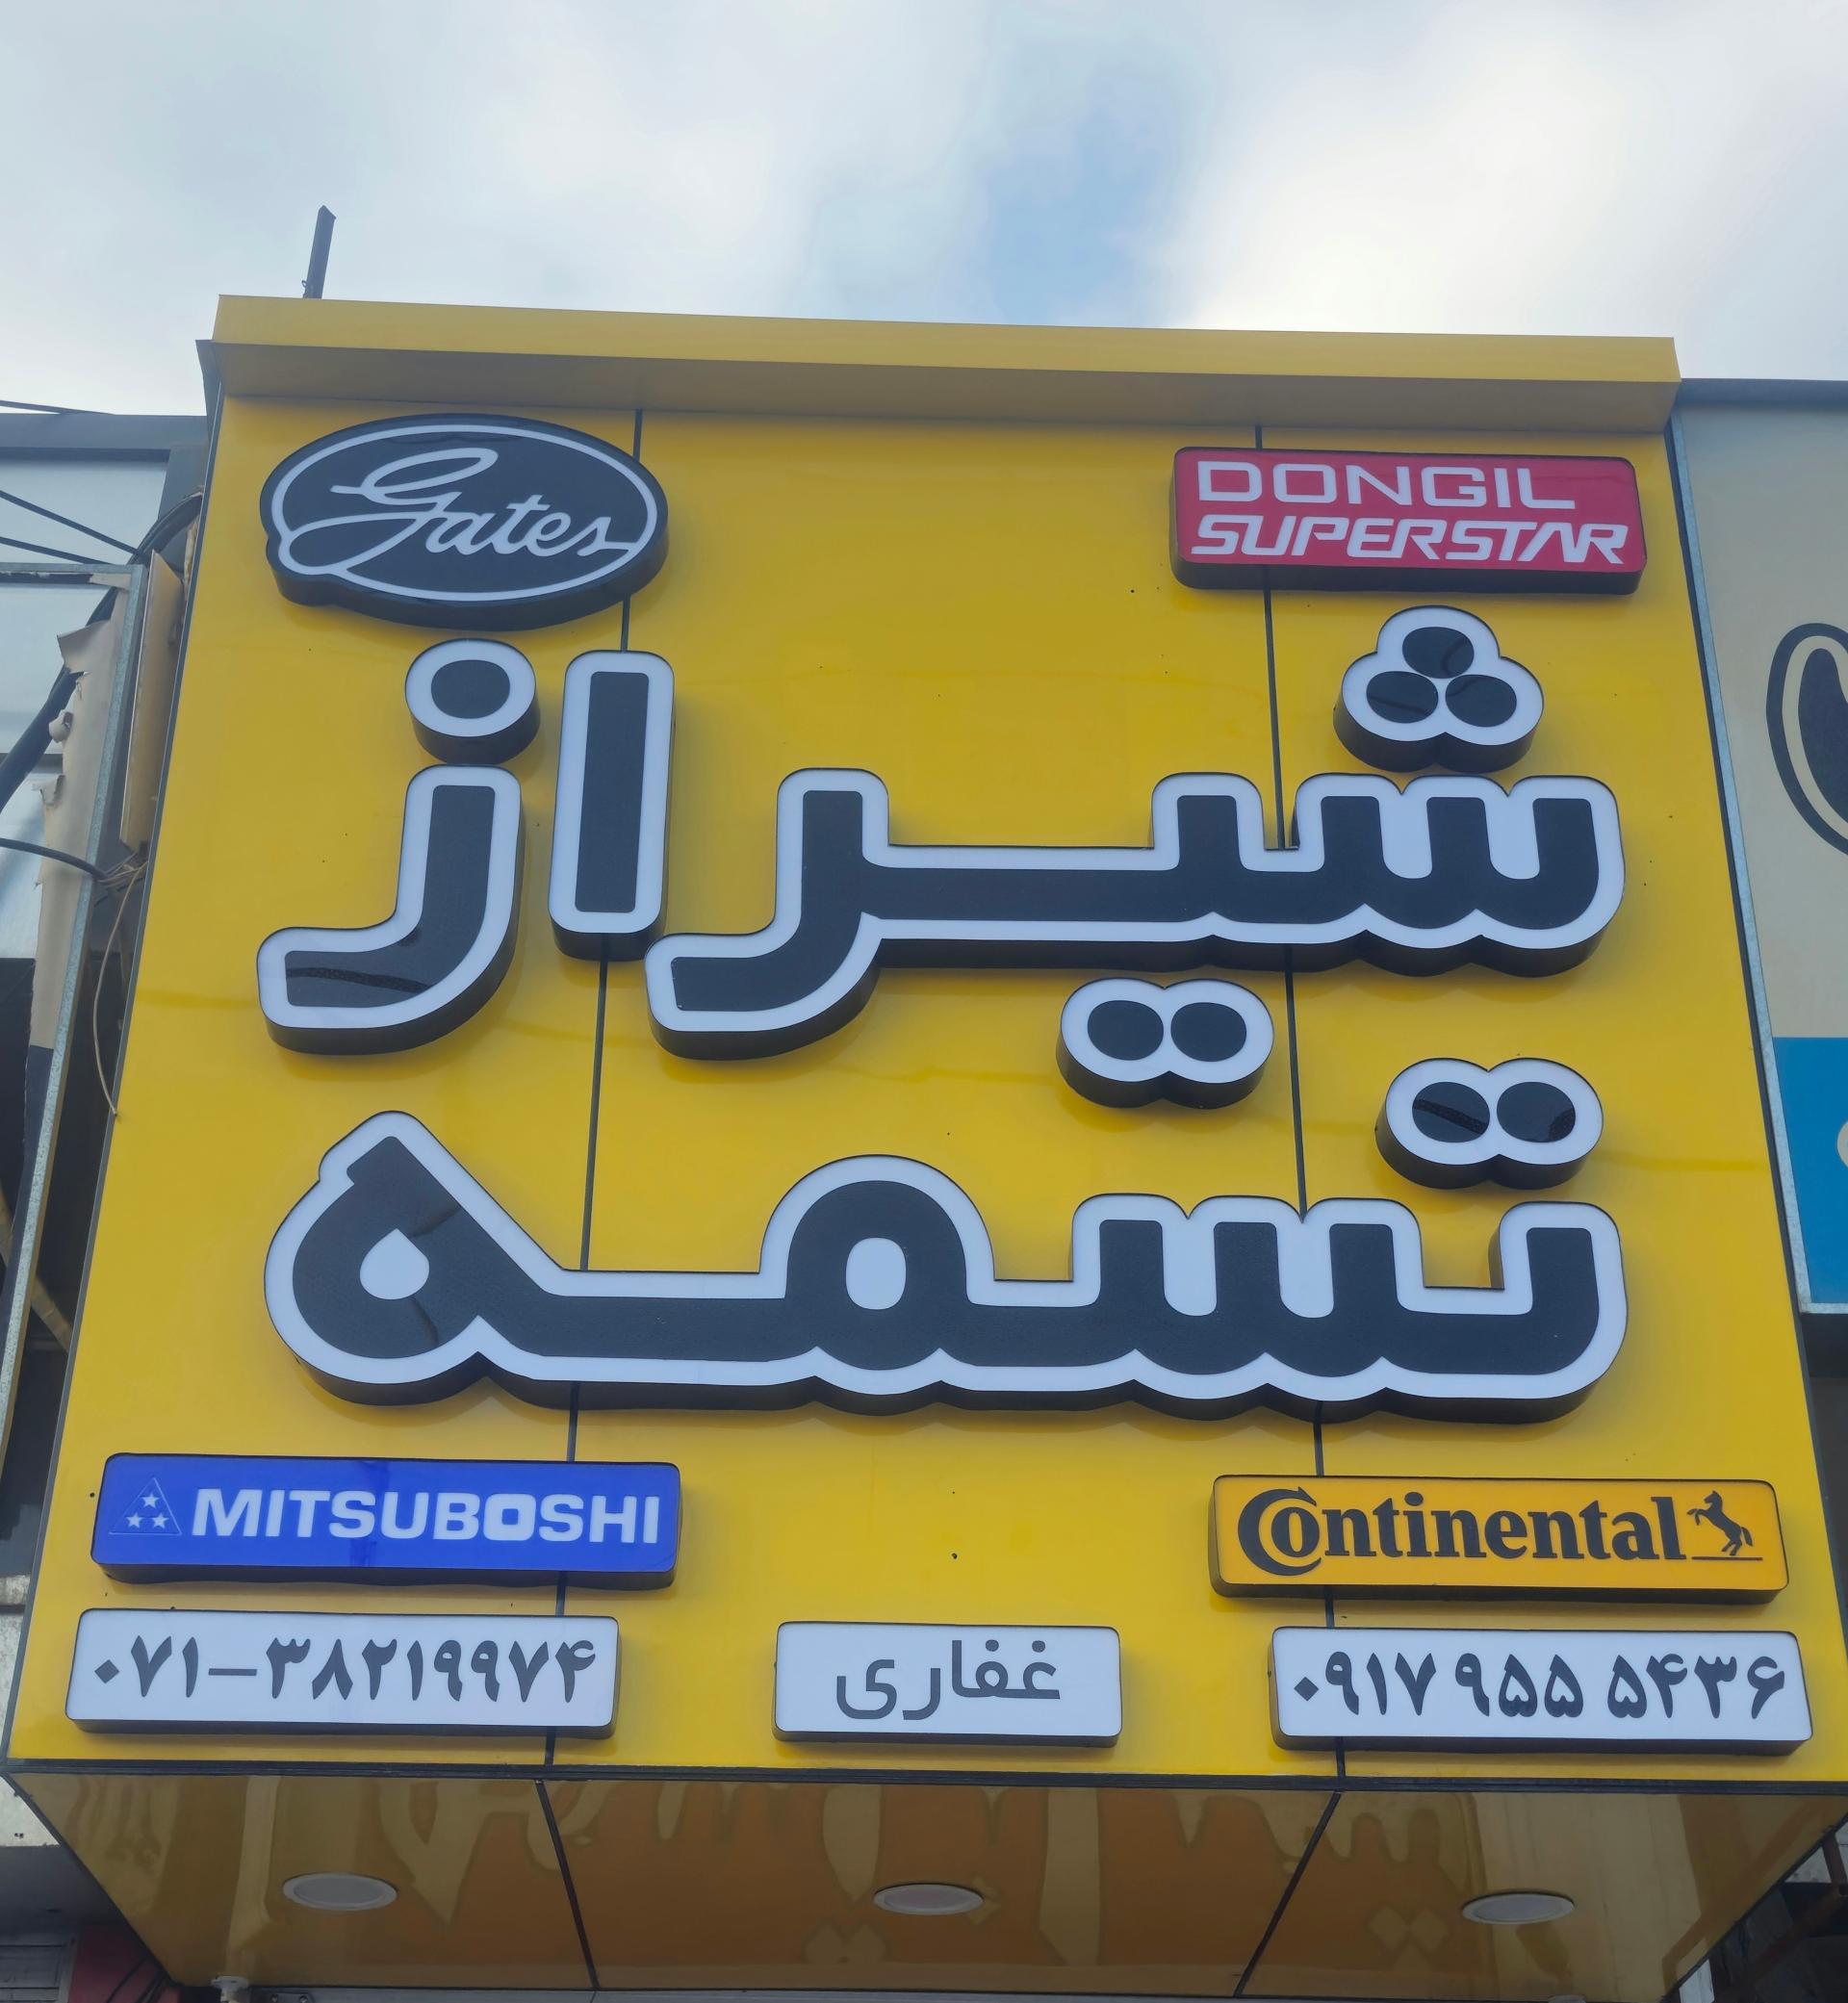 Gates
DONGIL
SUPERSTAR
شیراز
تسمه
MITSUBOSHI
Continental
۰۷۱-۳۸۲۱۹۹۷۴
غفاری
۰۹۱۷ ۹۵۵ ۵۴۳۶